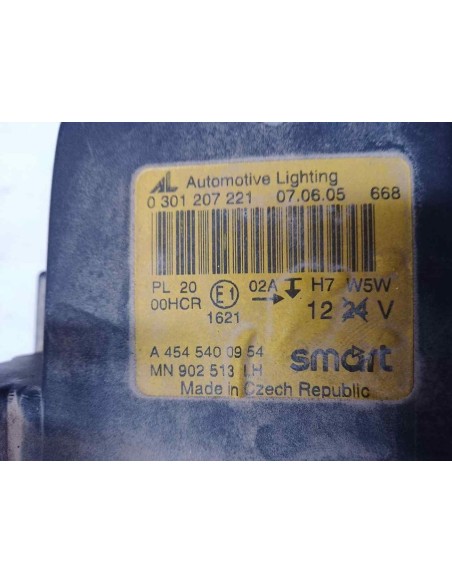 AL Automotive Lighting
0 301 207 221 07.06.05 668
PL 20 E1 02A H7 W5W
00HCR 1621 12 24 V
A 454 540 09 54 smart
MN 902 513 LH
Made in Czech Republic